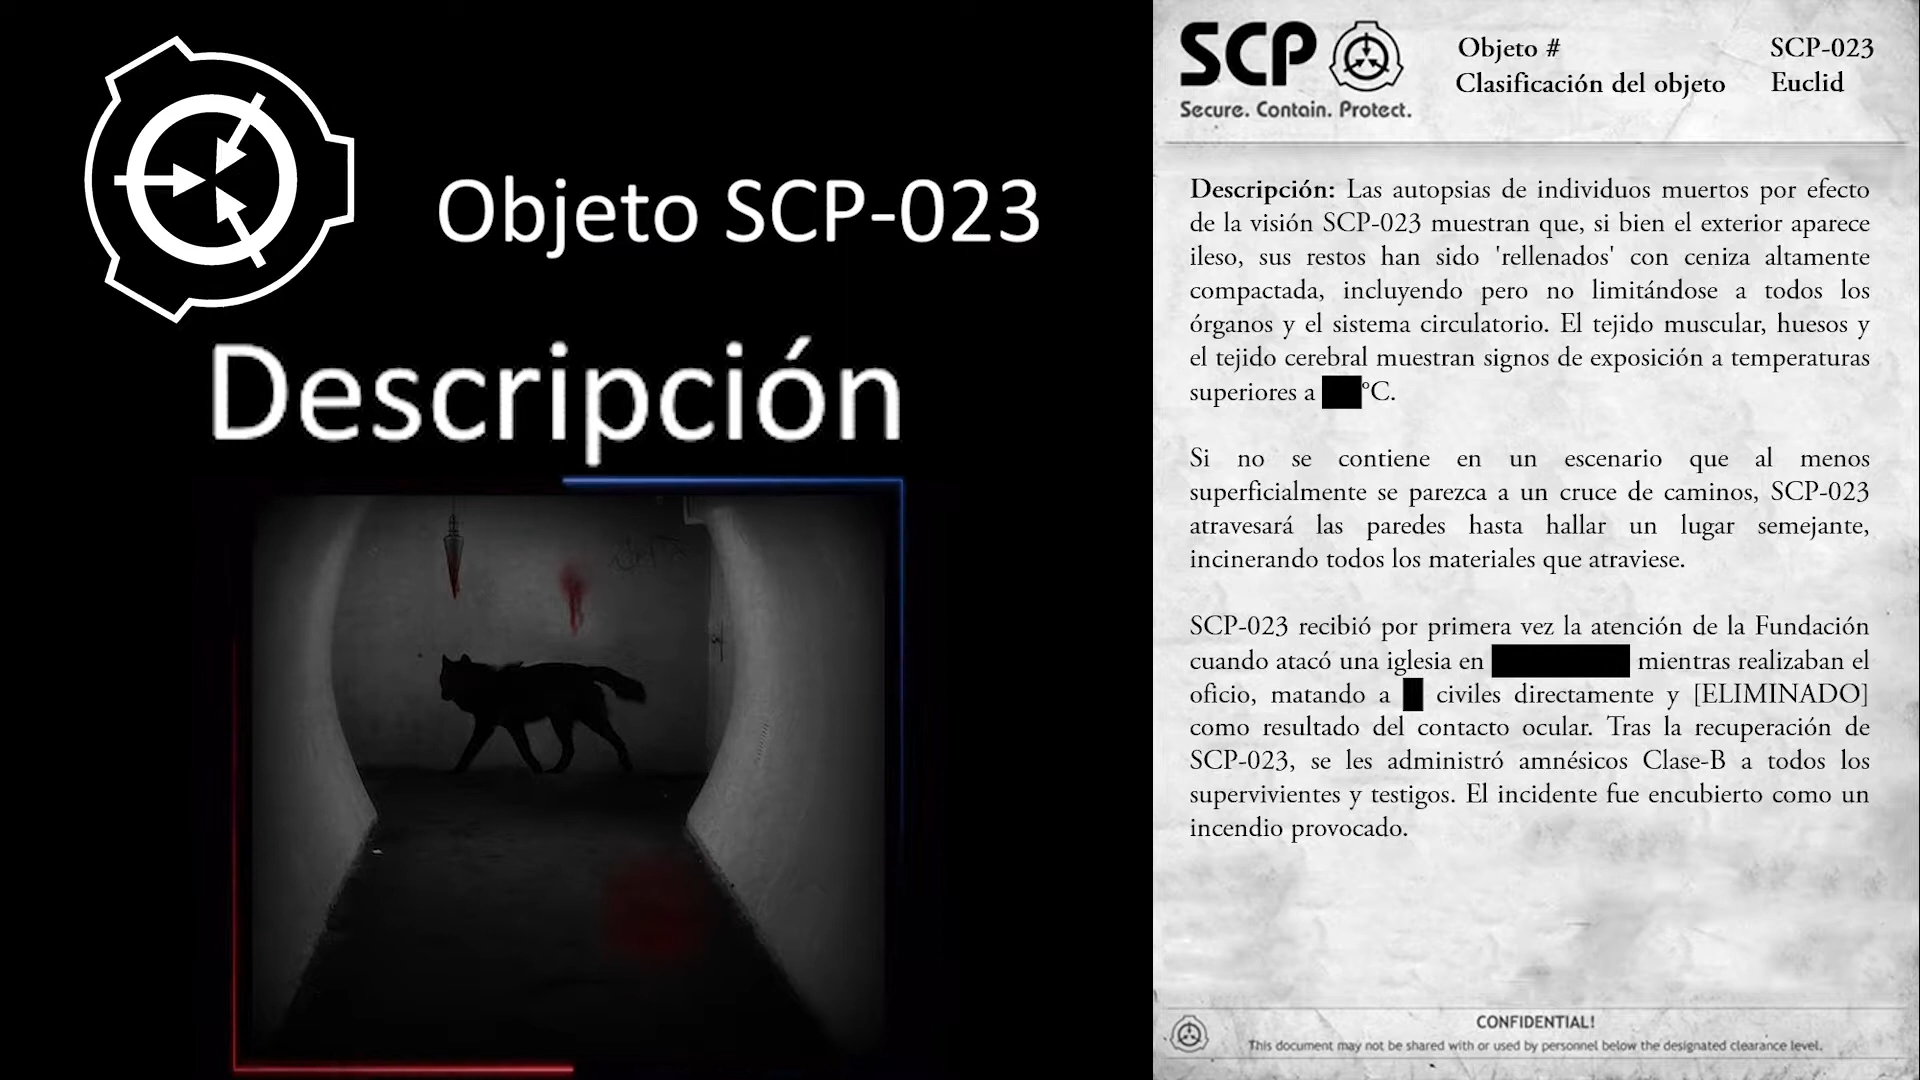 Objeto SCP-023
Descripción
SCP
Secure. Contain. Protect.
Objeto # SCP-023
Clasificación del objeto Euclid
Descripción: Las autopsias de individuos muertos por efecto
de la visión SCP-023 muestran que, si bien el exterior aparece
ileso, sus restos han sido 'rellenados' con ceniza altamente
compactada, incluyendo pero no limitándose a todos los
órganos y el sistema circulatorio. El tejido muscular, huesos y
el tejido cerebral muestran signos de exposición a temperaturas
superiores a °C.
Si no se contiene en un escenario que al menos
superficialmente se parezca a un cruce de caminos, SCP-023
atravesará las paredes hasta hallar un lugar semejante,
incinerando todos los materiales que atraviese.
SCP-023 recibió por primera vez la atención de la Fundación
cuando atacó una iglesia en mientras realizaban el
oficio, matando a civiles directamente y [ELIMINADO]
como resultado del contacto ocular. Tras la recuperación de
SCP-023, se les administró amnésicos Clase-B a todos los
supervivientes y testigos. El incidente fue encubierto como un
incendio provocado.
CONFIDENTIAL!
This document may not be shared with or used by personnel below the designated clearance level.